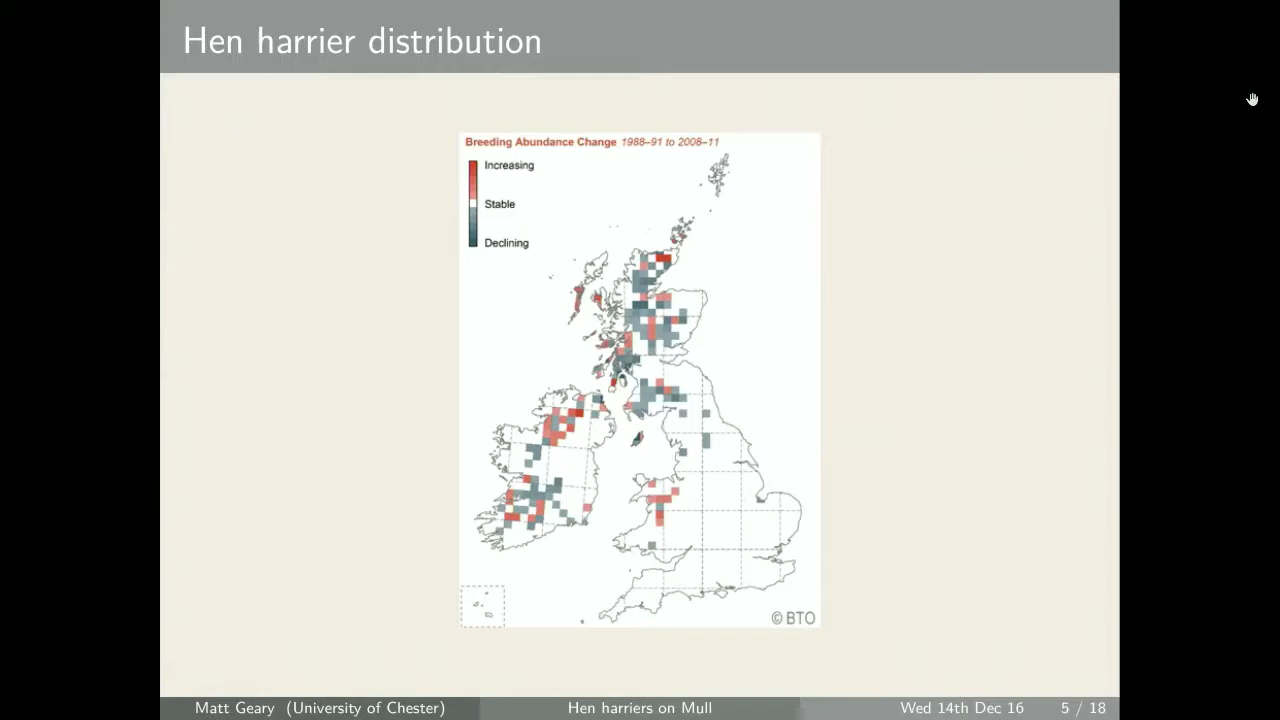 Hen harrier distribution
Breeding Abundance Change 1988–91 to 2008–11
Increasing
Stable
Declining
© BTO
Matt Geary (University of Chester) Hen harriers on Mull Wed 14th Dec 16 5 / 18